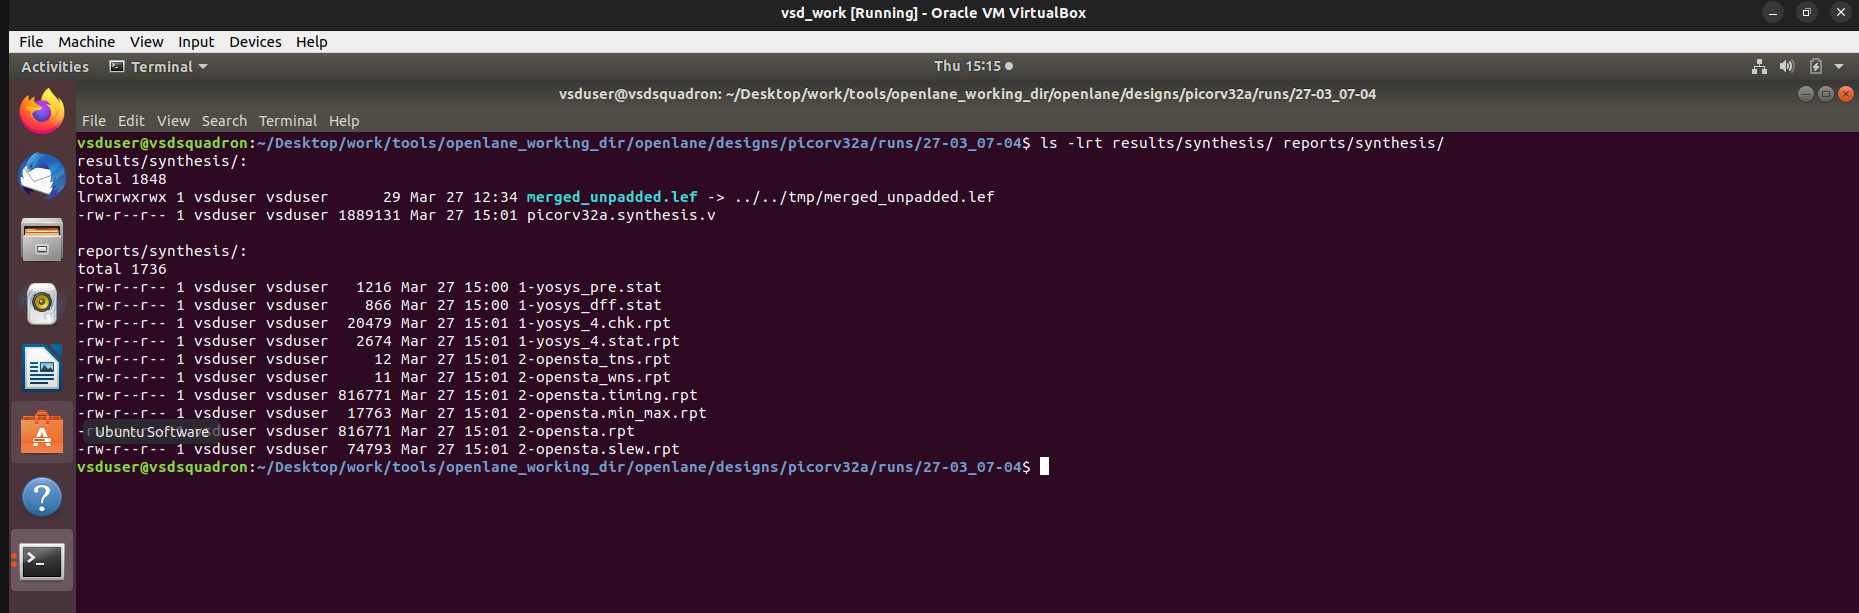 vsd_work [Running] - Oracle VM VirtualBox
File Machine View Input Devices Help
Activities Terminal Thu 15:15
vsduser@vsdsquadron: ~/Desktop/work/tools/openlane_working_dir/openlane/designs/picorv32a/runs/27-03_07-04
File Edit View Search Terminal Help
vsduser@vsdsquadron:~/Desktop/work/tools/openlane_working_dir/openlane/designs/picorv32a/runs/27-03_07-04$ ls -lrt results/synthesis/ reports/synthesis/
results/synthesis/:
total 1848
lrwxrwxrwx 1 vsduser vsduser      29 Mar 27 12:34 merged_unpadded.lef -> ../../tmp/merged_unpadded.lef
-rw-r--r-- 1 vsduser vsduser 1889131 Mar 27 15:01 picorv32a.synthesis.v
reports/synthesis/:
total 1736
-rw-r--r-- 1 vsduser vsduser   1216 Mar 27 15:00 1-yosys_pre.stat
-rw-r--r-- 1 vsduser vsduser    866 Mar 27 15:00 1-yosys_dff.stat
-rw-r--r-- 1 vsduser vsduser  20479 Mar 27 15:01 1-yosys_4.chk.rpt
-rw-r--r-- 1 vsduser vsduser   2674 Mar 27 15:01 1-yosys_4.stat.rpt
-rw-r--r-- 1 vsduser vsduser     12 Mar 27 15:01 2-opensta_tns.rpt
-rw-r--r-- 1 vsduser vsduser     11 Mar 27 15:01 2-opensta_wns.rpt
-rw-r--r-- 1 vsduser vsduser 816771 Mar 27 15:01 2-opensta.timing.rpt
-rw-r--r-- 1 vsduser vsduser  17763 Mar 27 15:01 2-opensta.min_max.rpt
Ubuntu Software
vsduser 816771 Mar 27 15:01 2-opensta.rpt
-rw-r--r-- 1 vsduser vsduser  74793 Mar 27 15:01 2-opensta.slew.rpt
vsduser@vsdsquadron:~/Desktop/work/tools/openlane_working_dir/openlane/designs/picorv32a/runs/27-03_07-04$